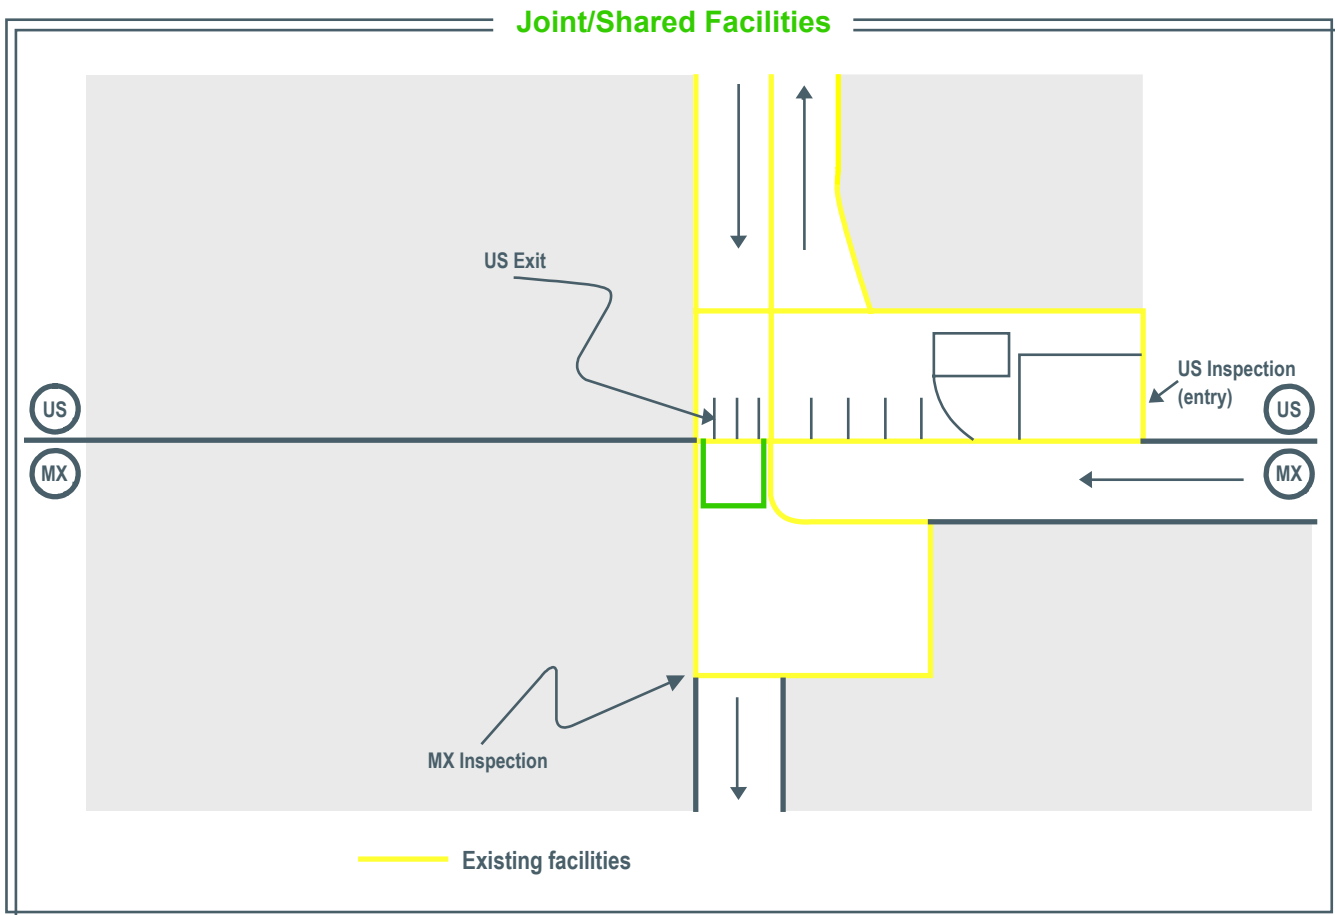 Joint/Shared Facilities
US Exit
US Inspection
(entry)
US
US
MX
MX
MX Inspection
Existing facilities